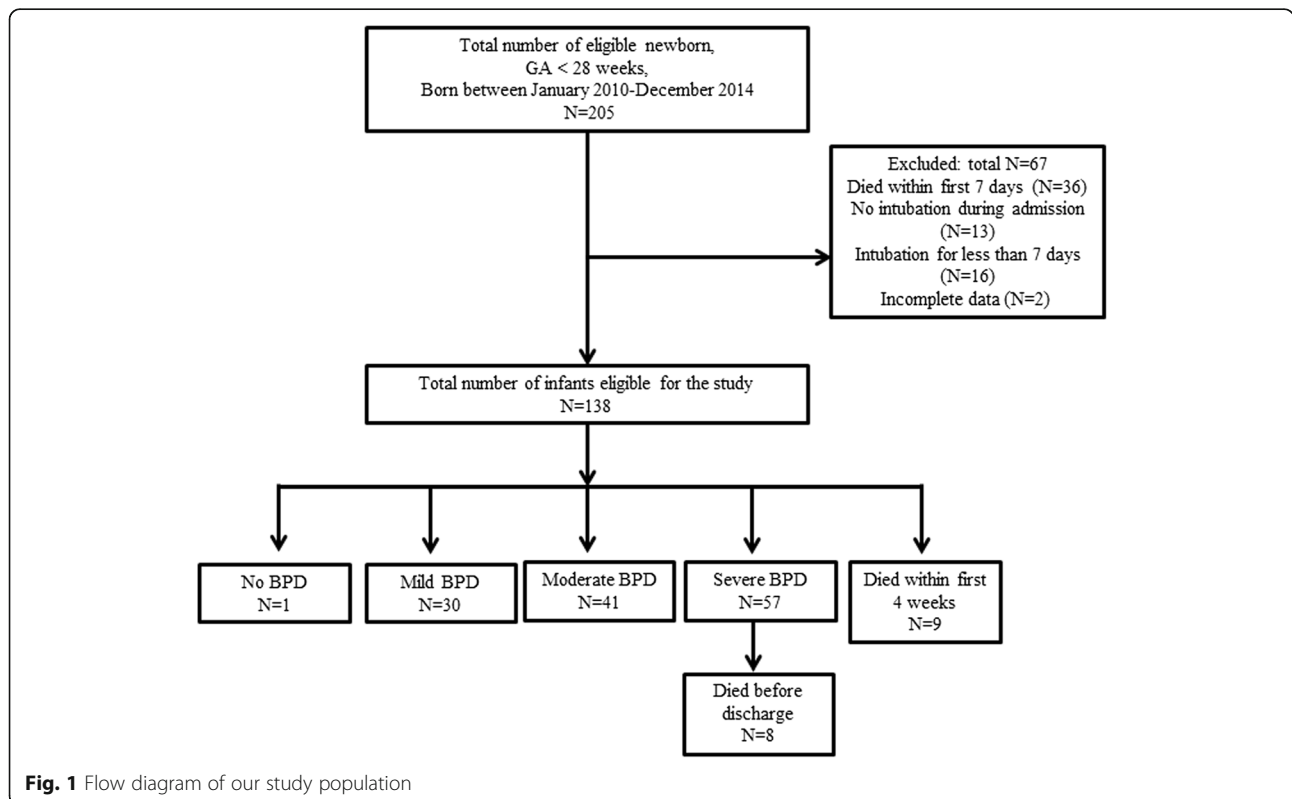 Total number of eligible newborn,
GA < 28 weeks,
Born between January 2010-December 2014
N=205
Excluded: total N=67
Died within first 7 days (N=36)
No intubation during admission
(N=13)
Intubation for less than 7 days
(N=16)
Incomplete data (N=2)
Total number of infants eligible for the study
N=138
No BPD
N=1
Mild BPD
N=30
Moderate BPD
N=41
Severe BPD
N=57
Died within first
4 weeks
N=9
Died before
discharge
N=8
Fig. 1 Flow diagram of our study population